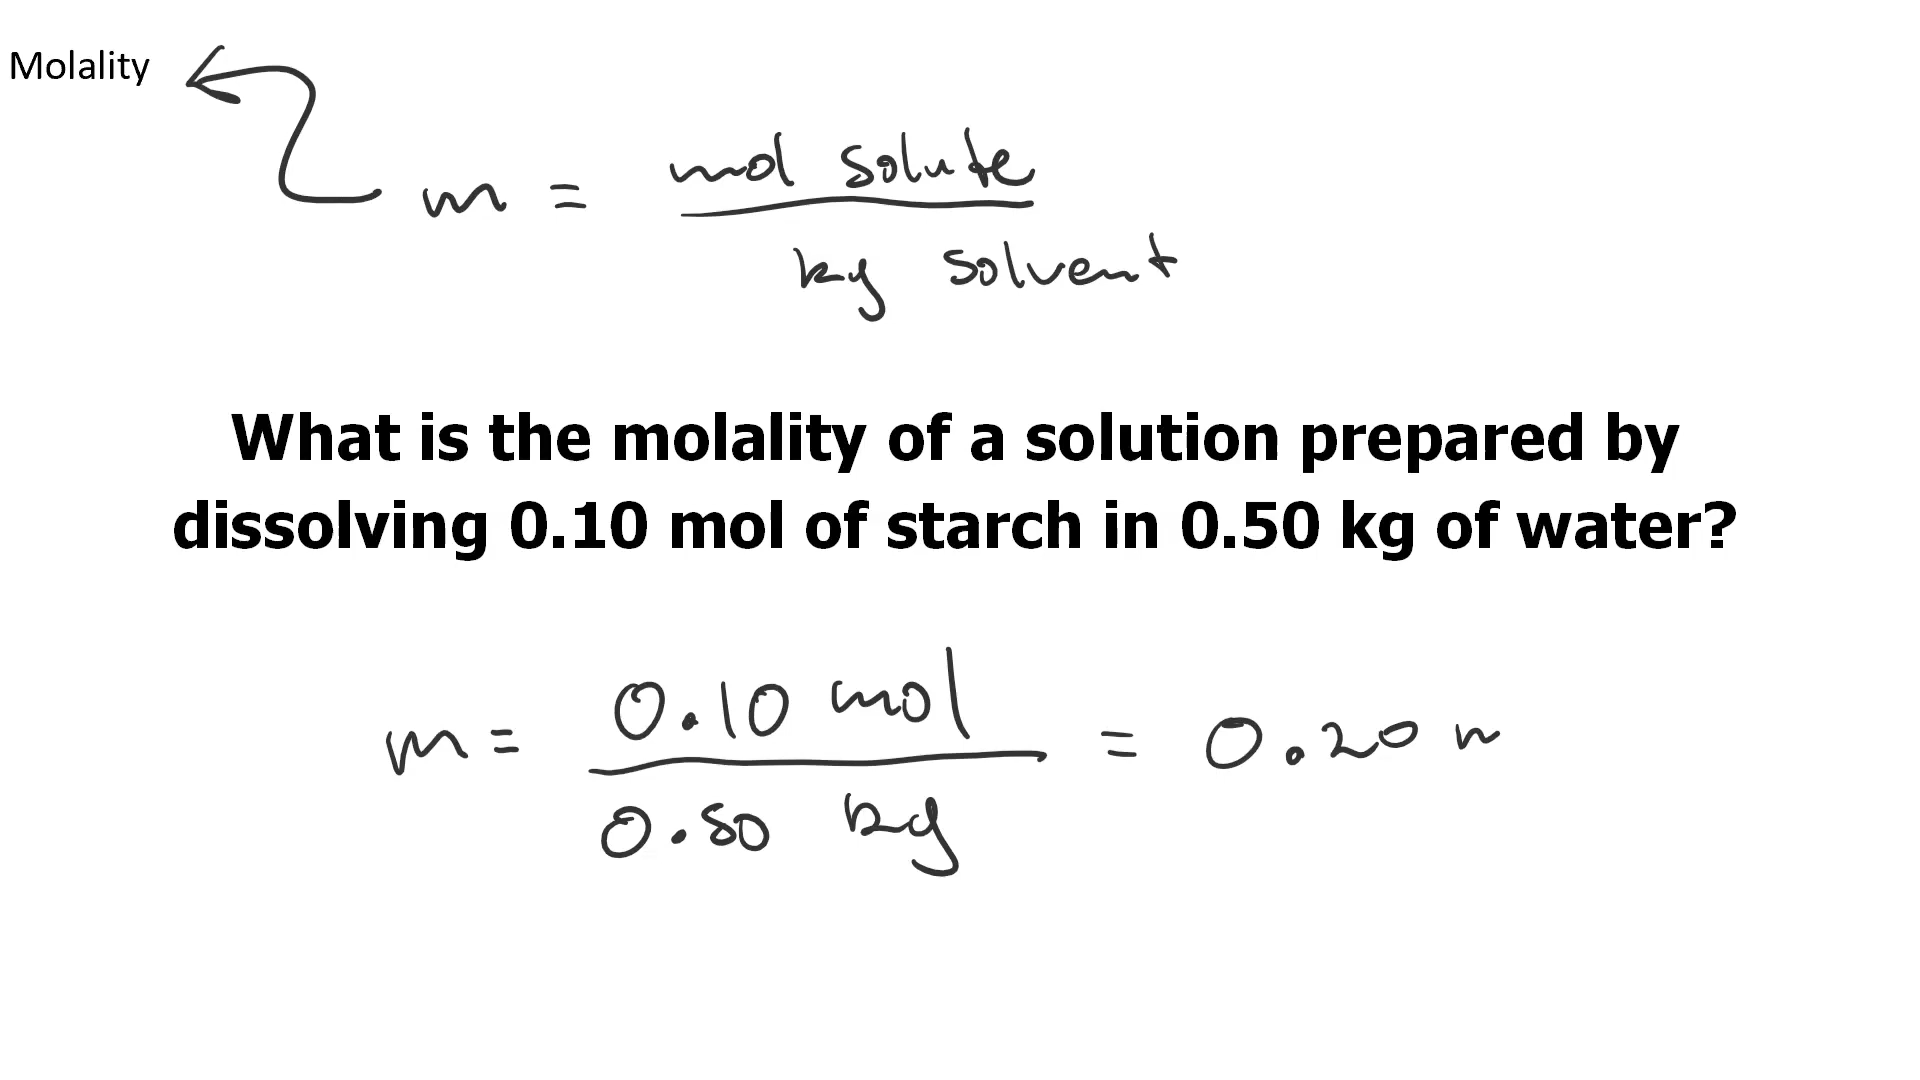 Molality
m = mol solute
kg solvent
What is the molality of a solution prepared by
dissolving 0.10 mol of starch in 0.50 kg of water?
m = 0.10 mol = 0.20 m
0.50 kg